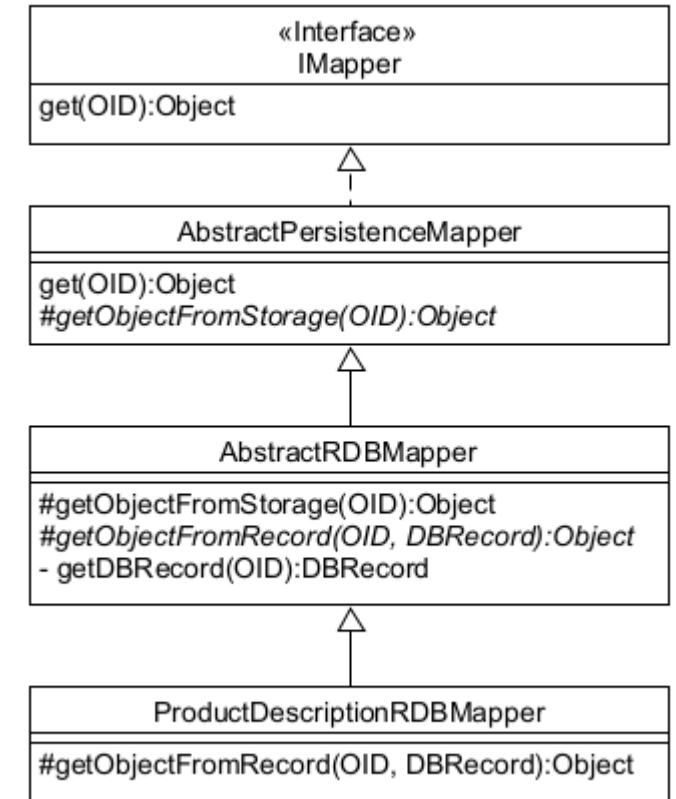 «Interface»
IMapper
get(OID):Object
AbstractPersistenceMapper
get(OID):Object
#getObjectFromStorage(OID):Object
AbstractRDBMapper
#getObjectFromStorage(OID):Object
#getObjectFromRecord(OID, DBRecord):Object
- getDBRecord(OID):DBRecord
ProductDescriptionRDBMapper
#getObjectFromRecord(OID, DBRecord):Object